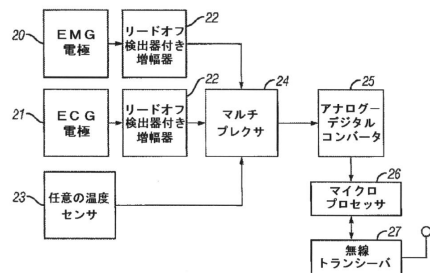 20
EMG
電極
22
リードオフ
検出器付き
増幅器
21
ECG
電極
22
リードオフ
検出器付き
増幅器
23
任意の温度
センサ
24
マルチ
プレクサ
25
アナログー
デジタル
コンバータ
26
マイクロ
プロセッサ
27
無線
トランシーバ